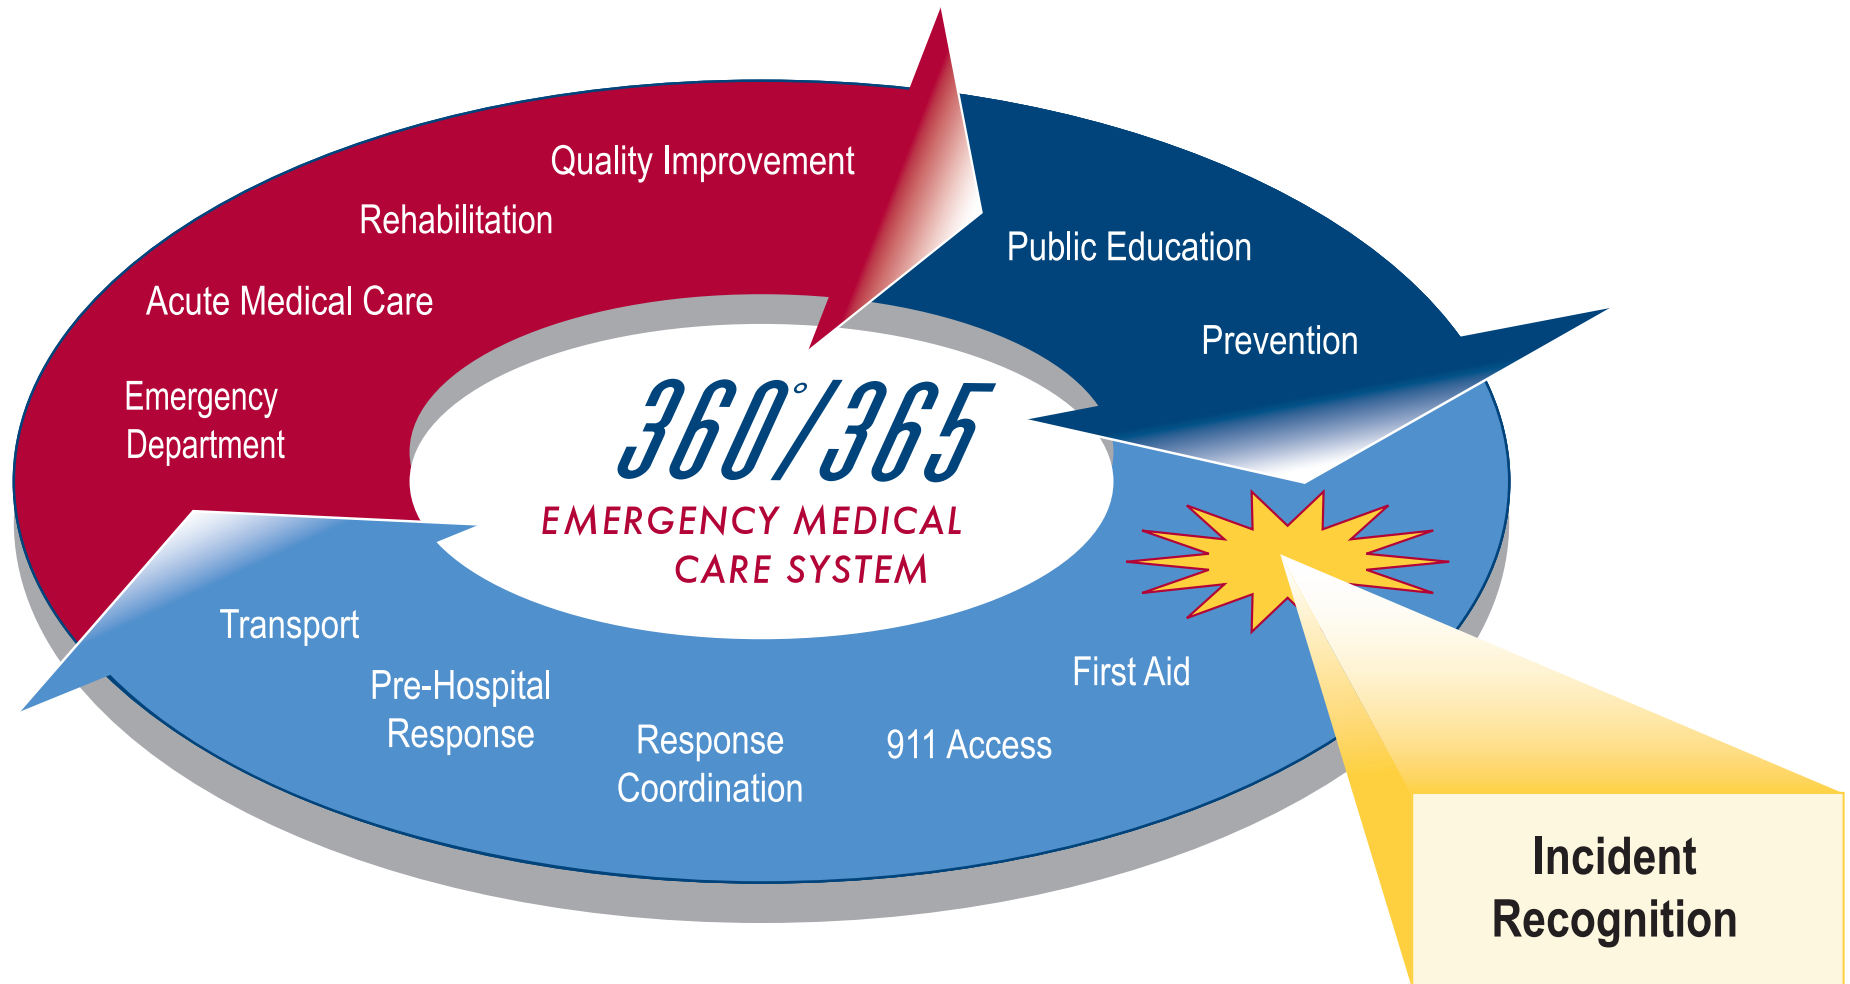 Quality Improvement
Rehabilitation
Acute Medical Care
Emergency
Department
Public Education
Prevention
360°/365
EMERGENCY MEDICAL
CARE SYSTEM
Transport
Pre-Hospital
Response
Response
Coordination
911 Access
First Aid
Incident
Recognition